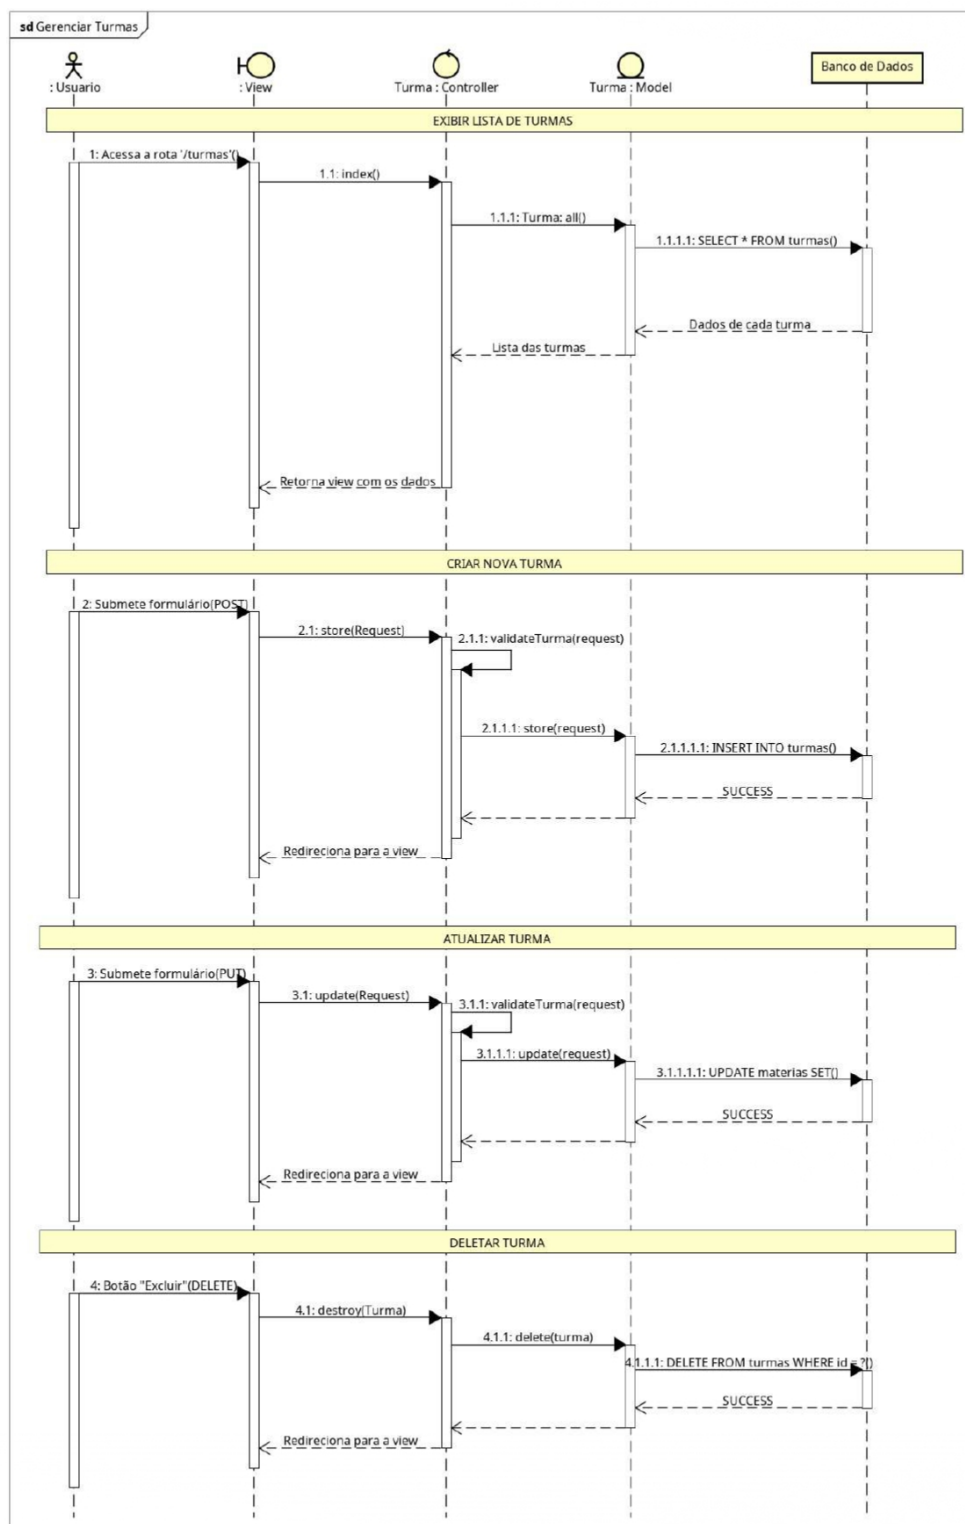 sd Gerenciar Turmas
: Usuario
: View
Turma : Controller
Turma : Model
Banco de Dados
EXIBIR LISTA DE TURMAS
1: Acessa a rota '/turmas'()
1.1: index()
1.1.1: Turma: all()
1.1.1.1: SELECT * FROM turmas()
Dados de cada turma
Lista das turmas
Retorna view com os dados
CRIAR NOVA TURMA
2: Submete formulário(POST)
2.1: store(Request)
2.1.1: validateTurma(request)
2.1.1.1: store(request)
2.1.1.1.1: INSERT INTO turmas()
SUCCESS
Redireciona para a view
ATUALIZAR TURMA
3: Submete formulário(PUT)
3.1: update(Request)
3.1.1: validateTurma(request)
3.1.1.1: update(request)
3.1.1.1.1: UPDATE materias SET()
SUCCESS
Redireciona para a view
DELETAR TURMA
4: Botão "Excluir"(DELETE)
4.1: destroy(Turma)
4.1.1: delete(turma)
4.1.1.1: DELETE FROM turmas WHERE id = ?()
SUCCESS
Redireciona para a view